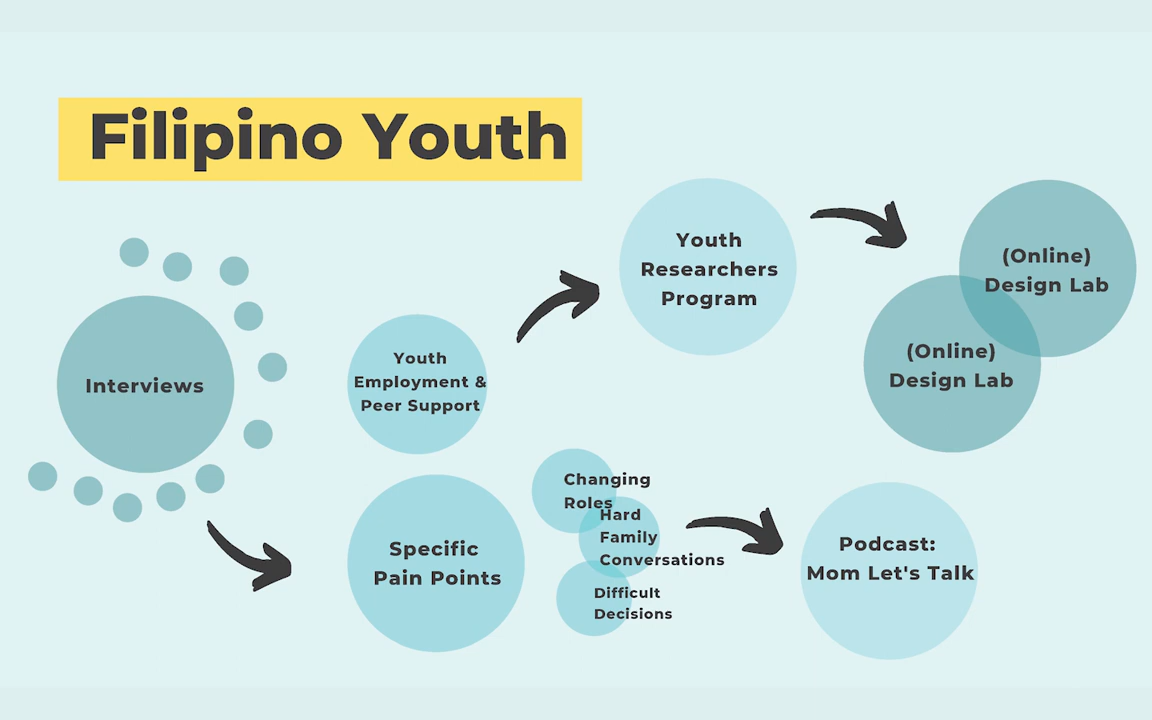 Filipino Youth
Interviews
Youth
Employment &
Peer Support
Youth
Researchers
Program
(Online)
Design Lab
(Online)
Design Lab
Specific
Pain Points
Changing
Roles
Hard
Family
Conversations
Difficult
Decisions
Podcast:
Mom Let's Talk